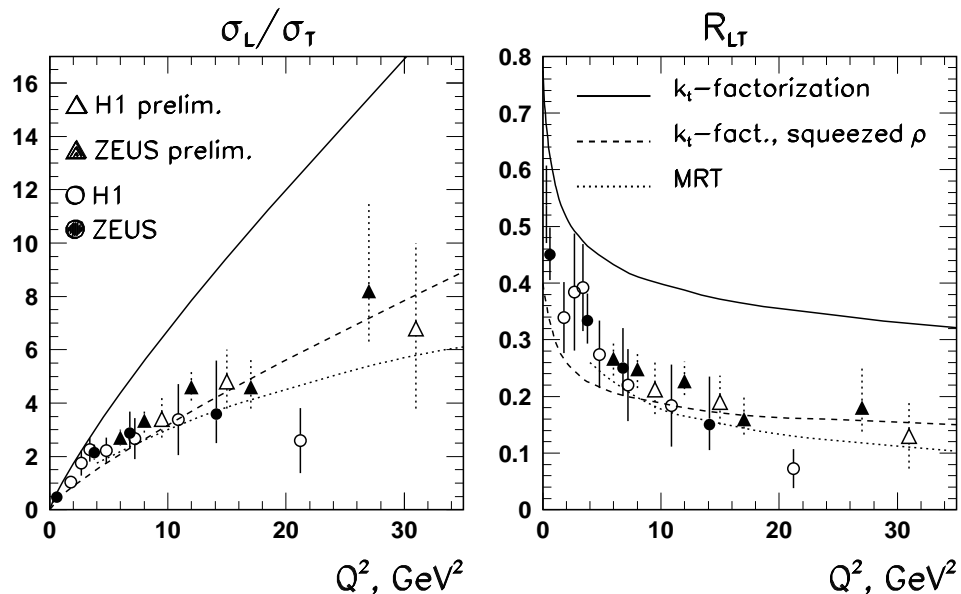 σL/σT
RLT
16
14
12
10
8
6
4
2
0
H1 prelim.
ZEUS prelim.
H1
ZEUS
0 10 20 30
Q², GeV²
0.8
0.7
0.6
0.5
0.4
0.3
0.2
0.1
0
kt-factorization
kt-fact., squeezed ρ
MRT
0 10 20 30
Q², GeV²